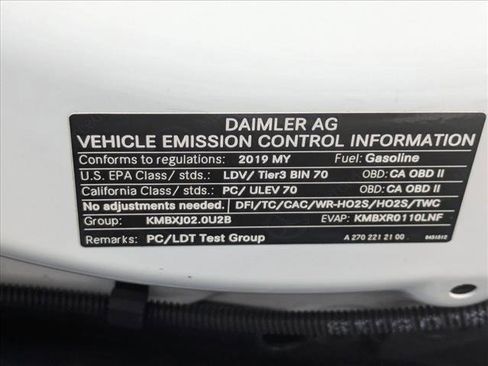 DAIMLER AG
VEHICLE EMISSION CONTROL INFORMATION
Conforms to regulations: 2019 MY Fuel: Gasoline
U.S. EPA Class/ stds.: LDV/ Tier3 BIN 70 OBD: CA OBD II
California Class/ stds.: PC/ ULEV 70 OBD: CA OBD II
No adjustments needed. DFI/TC/CAC/WR-HO2S/HO2S/TWC
Group: KMBXJ02.0U2B EVAP: KMBXR0110LNF
Remarks: PC/LDT Test Group A 270 221 21 00